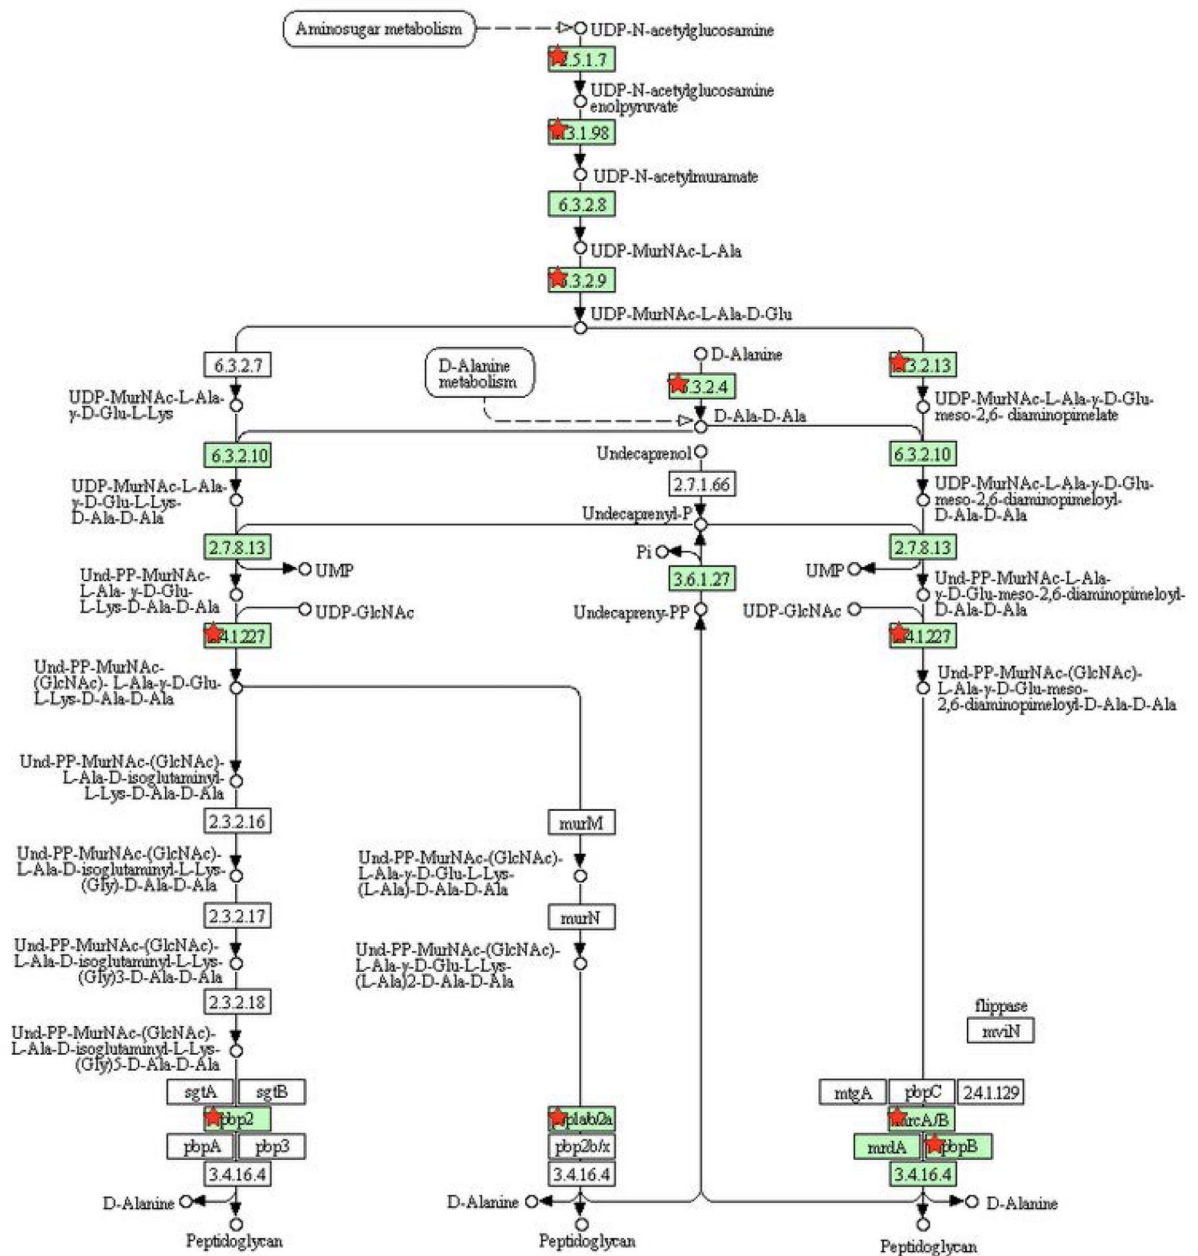 Aminosugar metabolism
UDP-N-acetylglucosamine
2.5.1.7
UDP-N-acetylglucosamine
enolpyruvate
3.1.98
UDP-N-acetylmuramate
6.3.2.8
UDP-MurNAc-L-Ala
3.2.9
UDP-MurNAc-L-Ala-D-Glu
6.3.2.7
D-Alanine
metabolism
D-Alanine
3.2.13
3.2.4
UDP-MurNAc-L-Ala-
γ-D-Glu-L-Lys
D-Ala-D-Ala
UDP-MurNAc-L-Ala-γ-D-Glu-
meso-2,6- diaminopimelate
6.3.2.10
Undecaprenol
6.3.2.10
UDP-MurNAc-L-Ala-
γ-D-Glu-L-Lys-
D-Ala-D-Ala
2.7.1.66
UDP-MurNAc-L-Ala-γ-D-Glu-
meso-2,6-diaminopimeloyl-
D-Ala-D-Ala
Undecaprenyl-P
2.7.8.13
Pi
2.7.8.13
UMP
3.6.1.27
UMP
Und-PP-MurNAc-
L-Ala- γ-D-Glu-
L-Lys-D-Ala-D-Ala
Und-PP-MurNAc-L-Ala-
γ-D-Glu-meso-2,6-diaminopimeloyl-
D-Ala-D-Ala
UDP-GlcNAc
Undecapreny-PP
UDP-GlcNAc
4.1.227
4.1.227
Und-PP-MurNAc-
(GlcNAc)- L-Ala-γ-D-Glu-
L-Lys-D-Ala-D-Ala
Und-PP-MurNAc-(GlcNAc)-
L-Ala-γ-D-Glu-meso-
2,6-diaminopimeloyl-D-Ala-D-Ala
Und-PP-MurNAc-(GlcNAc)-
L-Ala-D-isoglutaminyl-
L-Lys-D-Ala-D-Ala
2.3.2.16
murM
Und-PP-MurNAc-(GlcNAc)-
L-Ala-D-isoglutaminyl-L-Lys-
(Gly)-D-Ala-D-Ala
Und-PP-MurNAc-(GlcNAc)-
L-Ala-γ-D-Glu-L-Lys-
(L-Ala)-D-Ala-D-Ala
2.3.2.17
murN
Und-PP-MurNAc-(GlcNAc)-
L-Ala-D-isoglutaminyl-L-Lys-
(Gly)3-D-Ala-D-Ala
Und-PP-MurNAc-(GlcNAc)-
L-Ala-γ-D-Glu-L-Lys-
(L-Ala)2-D-Ala-D-Ala
2.3.2.18
flippase
mviN
Und-PP-MurNAc-(GlcNAc)-
L-Ala-D-isoglutaminyl-L-Lys-
(Gly)5-D-Ala-D-Ala
sgtA sgtB
mtgA pbpC 2.4.1.129
pbp2
p1ab/2a
mrcA/B
pbpA pbp3
pbp2b/x
mrdA pbpB
3.4.16.4
3.4.16.4
3.4.16.4
D-Alanine
D-Alanine
D-Alanine
Peptidoglycan
Peptidoglycan
Peptidoglycan